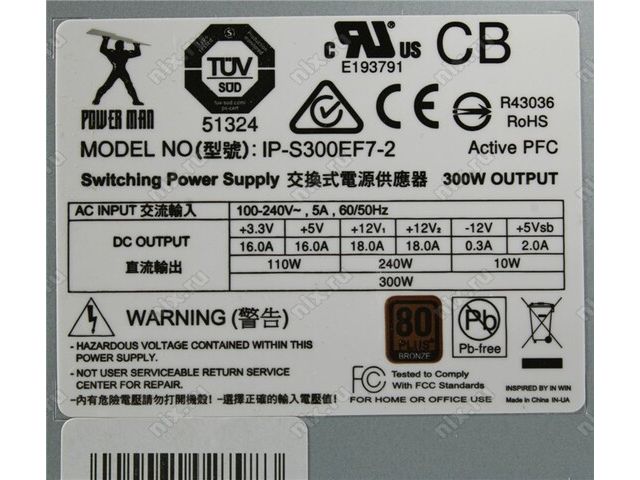 POWER MAN
TÜV
SÜD
51324
c UL us CB
E193791
R43036
RoHS
MODEL NO(型號): IP-S300EF7-2 Active PFC
Switching Power Supply 交換式電源供應器 300W OUTPUT
AC INPUT 交流輸入 100-240V~, 5A, 60/50Hz
DC OUTPUT
直流輸出
+3.3V +5V +12V₁ +12V₂ -12V +5Vsb
16.0A 16.0A 18.0A 18.0A 0.3A 2.0A
110W 240W 10W
300W
WARNING (警告)
- HAZARDOUS VOLTAGE CONTAINED WITHIN THIS
POWER SUPPLY.
- NOT USER SERVICEABLE RETURN SERVICE
CENTER FOR REPAIR.
-內有危險電壓請勿打開機殼! -選擇正確的輸入電壓值!
80
PLUS
BRONZE
Pb
Pb-free
FC Tested to Comply
With FCC Standards
FOR HOME OR OFFICE USE
INSPIRED BY IN WIN
Made in China IN-UA
nix.ru